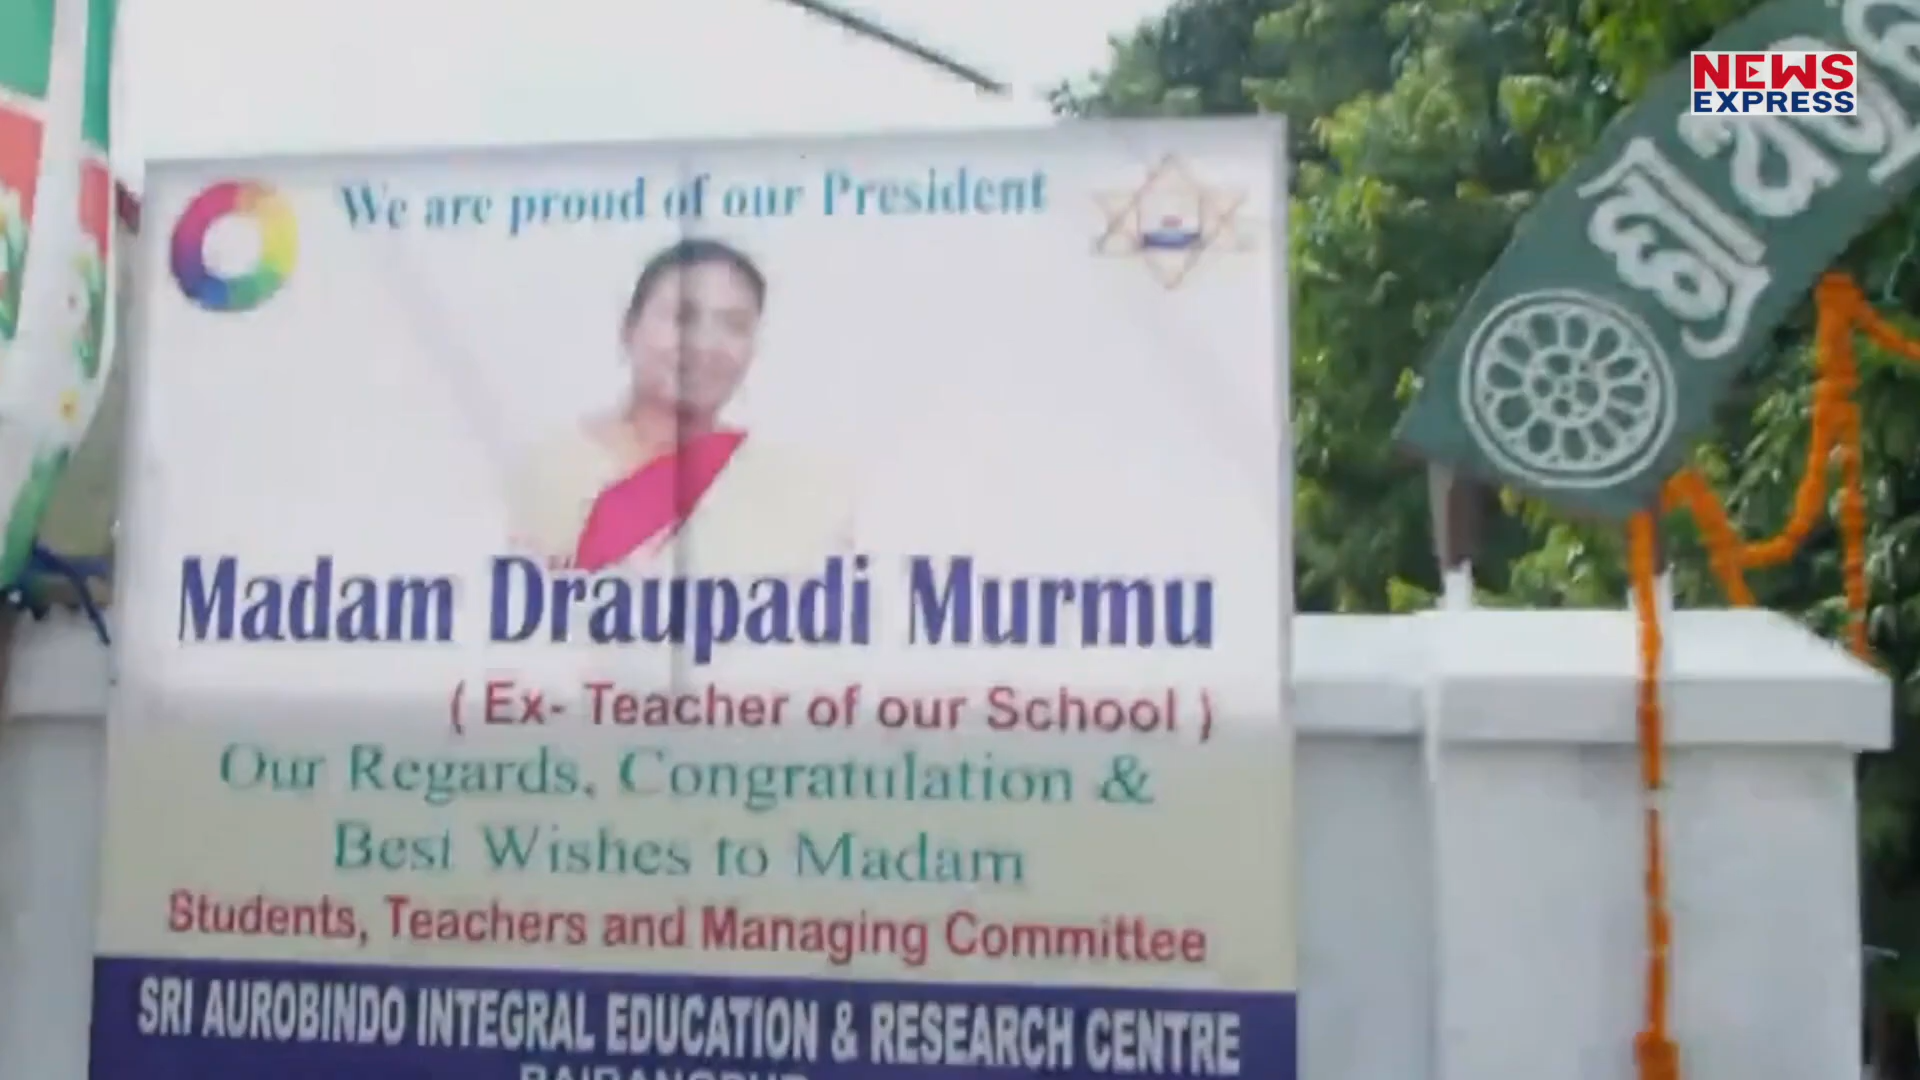 NEWS
EXPRESS
We are proud of our President
Madam Draupadi Murmu
( Ex- Teacher of our School )
Our Regards, Congratulation &
Best Wishes to Madam
Students, Teachers and Managing Committee
SRI AUROBINDO INTEGRAL EDUCATION & RESEARCH CENTRE